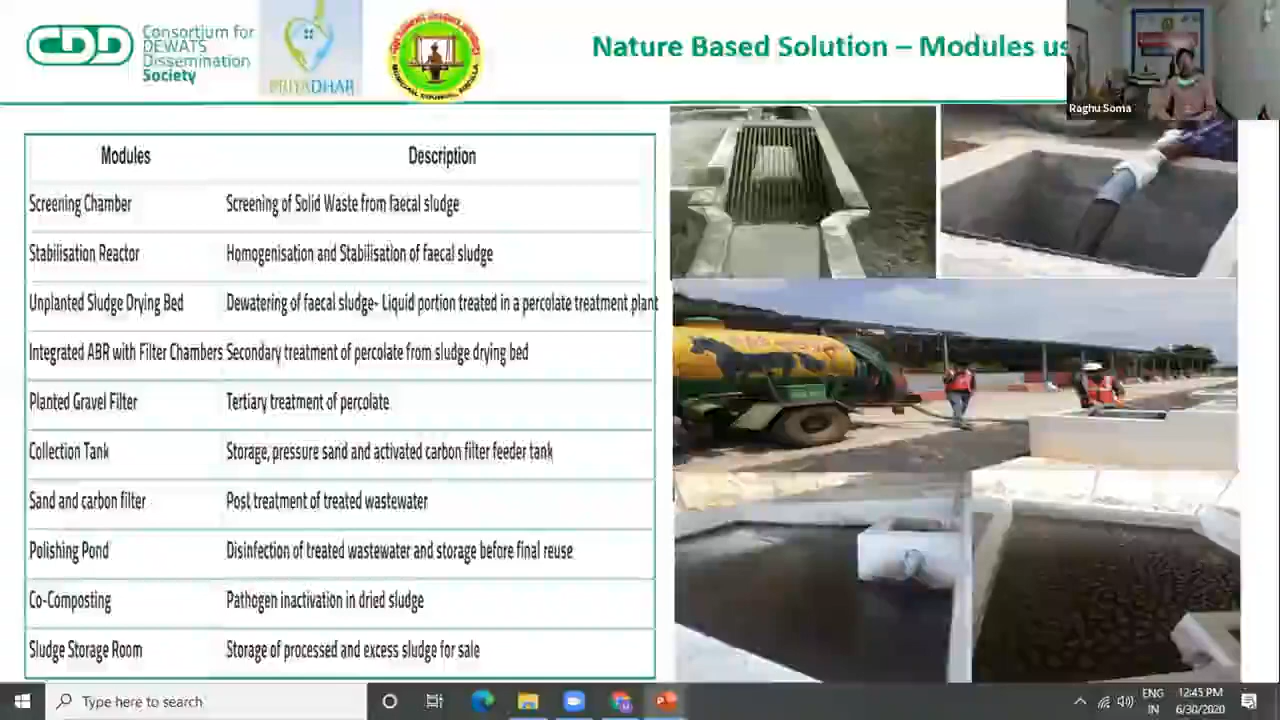 CDD
Consortium for
DEWATS
Dissemination
Society
PRIYADHAR
Nature Based Solution – Modules us
Raghu Soma
Modules Description
Screening Chamber Screening of Solid Waste from faecal sludge
Stabilisation Reactor Homogenisation and Stabilisation of faecal sludge
Unplanted Sludge Drying Bed Dewatering of faecal sludge- Liquid portion treated in a percolate treatment plant
Integrated ABR with Filter Chambers Secondary treatment of percolate from sludge drying bed
Planted Gravel Filter Tertiary treatment of percolate
Collection Tank Storage, pressure sand and activated carbon filter feeder tank
Sand and carbon filter Post treatment of treated wastewater
Polishing Pond Disinfection of treated wastewater and storage before final reuse
Co-Composting Pathogen inactivation in dried sludge
Sludge Storage Room Storage of processed and excess sludge for sale
Type here to search
ENG
IN
12:45 PM
6/30/2020